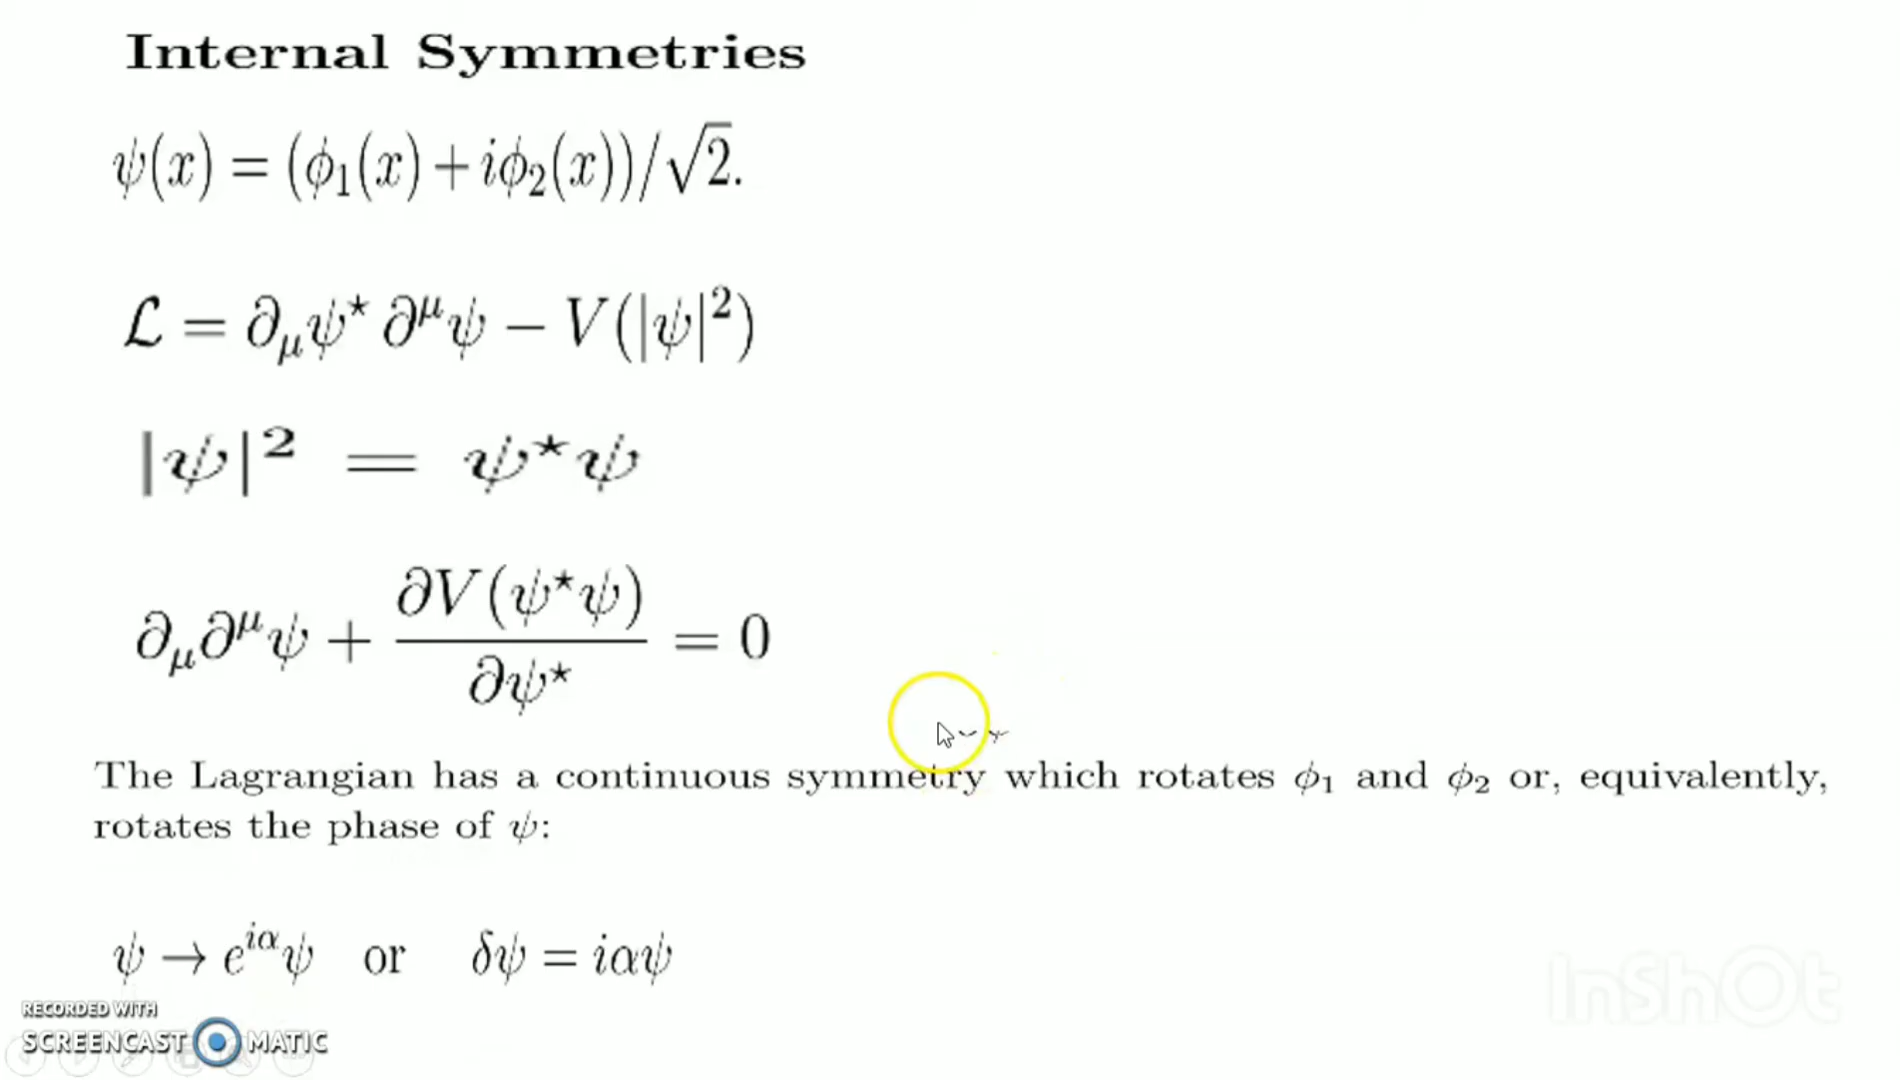 Internal Symmetries
ψ(x) = (ϕ₁(x) + iϕ₂(x))/√2.
ℒ = ∂_μψ⋆ ∂^μψ − V(|ψ|²)
|ψ|² = ψ⋆ψ
∂_μ∂^μψ + ∂V(ψ⋆ψ)/∂ψ⋆ = 0
The Lagrangian has a continuous symmetry which rotates ϕ₁ and ϕ₂ or, equivalently,
rotates the phase of ψ:
ψ → e^{iα}ψ or δψ = iαψ
InShOt
RECORDED WITH
SCREENCAST MATIC